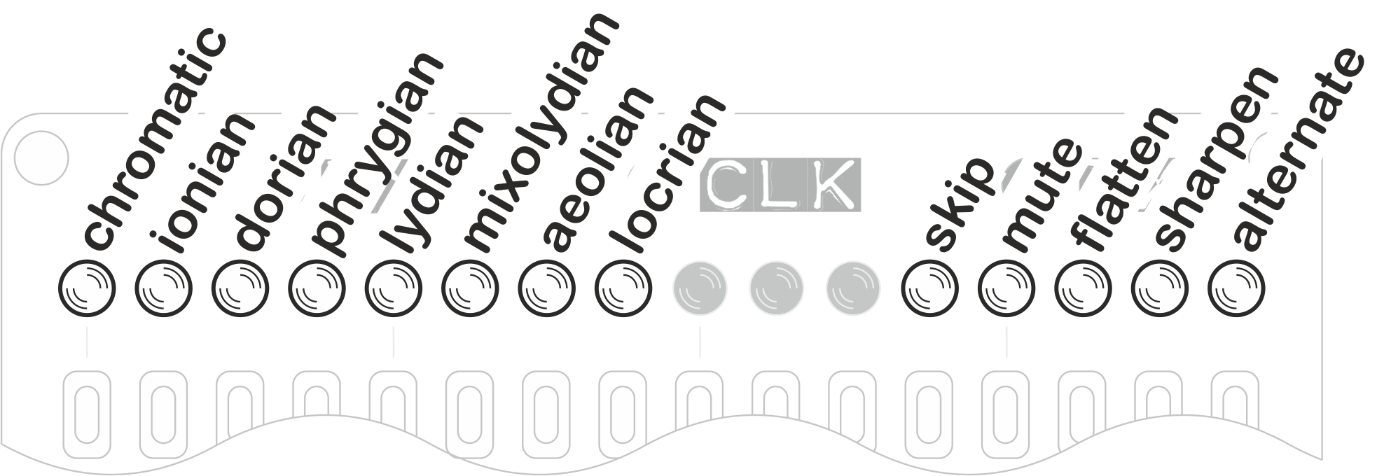 chromatic
ionian
dorian
phrygian
lydian
mixolydian
aeolian
locrian
CLK
skip
mute
flatten
sharpen
alternate